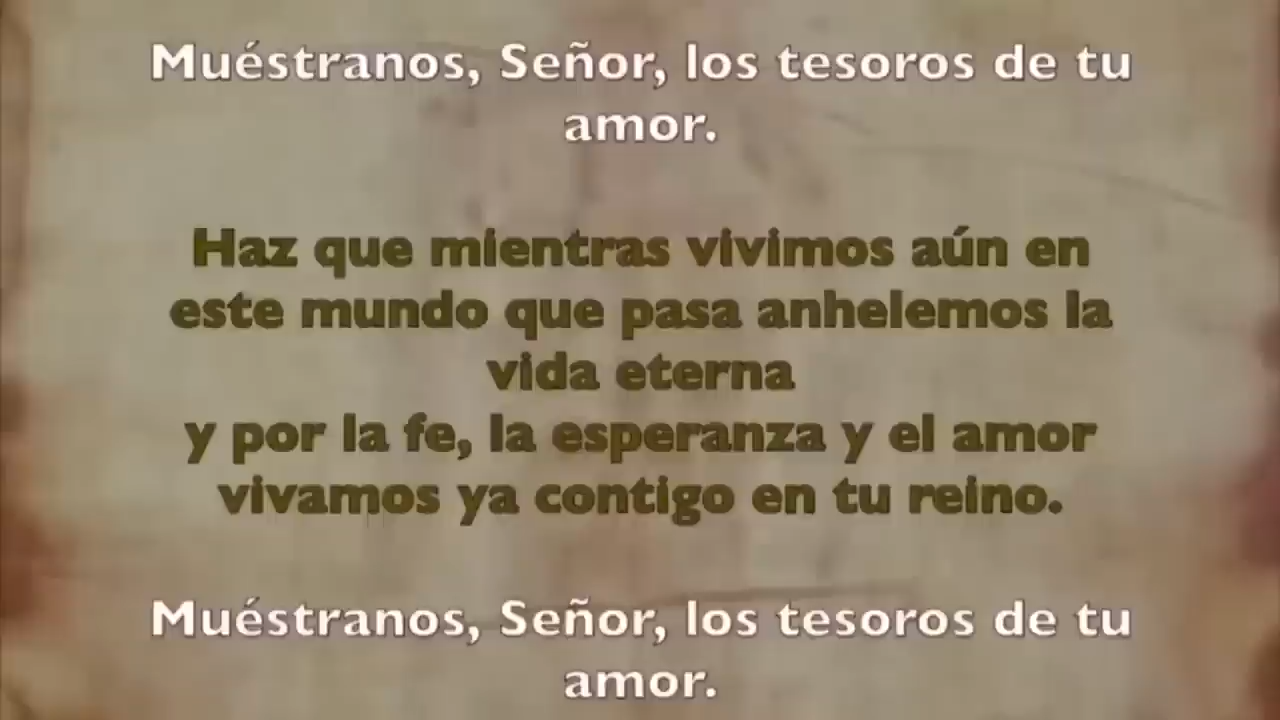 Muéstranos, Señor, los tesoros de tu
amor.
Haz que mientras vivimos aún en
este mundo que pasa anhelemos la
vida eterna
y por la fe, la esperanza y el amor
vivamos ya contigo en tu reino.
Muéstranos, Señor, los tesoros de tu
amor.